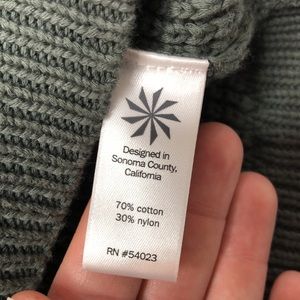 Designed in
Sonoma County,
California
70% cotton
30% nylon
RN #54023